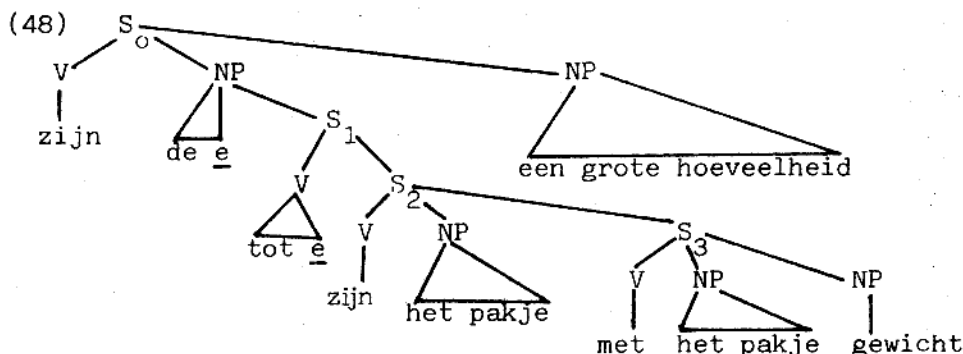 (48) S₀
V NP NP
zijn
de e S₁
een grote hoeveelheid
V S₂
tot e V NP S₃
zijn V NP NP
het pakje
met het pakje gewicht